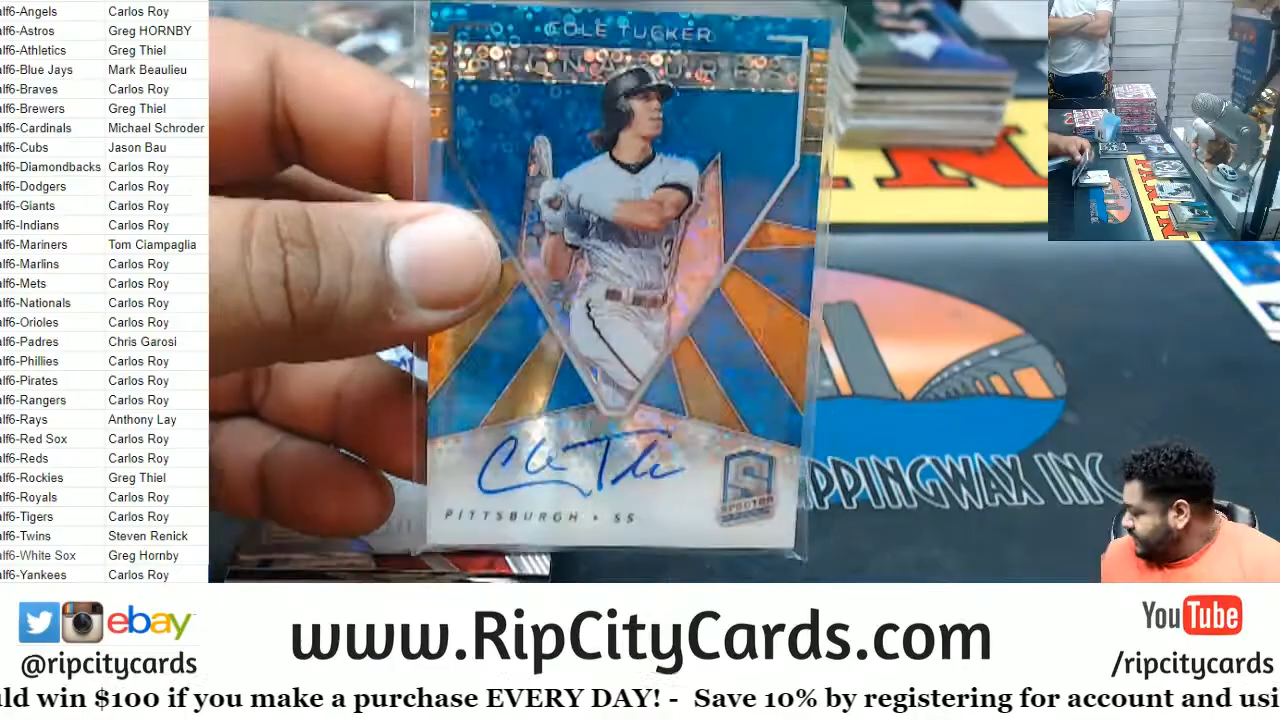 alf6-Angels Carlos Roy
alf6-Astros Greg HORNBY
alf6-Athletics Greg Thiel
alf6-Blue Jays Mark Beaulieu
alf6-Braves Carlos Roy
alf6-Brewers Greg Thiel
alf6-Cardinals Michael Schroder
alf6-Cubs Jason Bau
alf6-Diamondbacks Carlos Roy
alf6-Dodgers Carlos Roy
alf6-Giants Carlos Roy
alf6-Indians Carlos Roy
alf6-Mariners Tom Ciampaglia
alf6-Marlins Carlos Roy
alf6-Mets Carlos Roy
alf6-Nationals Carlos Roy
alf6-Orioles Carlos Roy
alf6-Padres Chris Garosi
alf6-Phillies Carlos Roy
alf6-Pirates Carlos Roy
alf6-Rangers Carlos Roy
alf6-Rays Anthony Lay
alf6-Red Sox Carlos Roy
alf6-Reds Carlos Roy
alf6-Rockies Greg Thiel
alf6-Royals Carlos Roy
alf6-Tigers Carlos Roy
alf6-Twins Steven Renick
alf6-White Sox Greg Hornby
alf6-Yankees Carlos Roy
COLE TUCKER
PITTSBURGH • SS
SPECTRA
PANIN
PPINGWAX INC
ebay
@ripcitycards
www.RipCityCards.com
YouTube
/ripcitycards
uld win $100 if you make a purchase EVERY DAY! - Save 10% by registering for account and usi